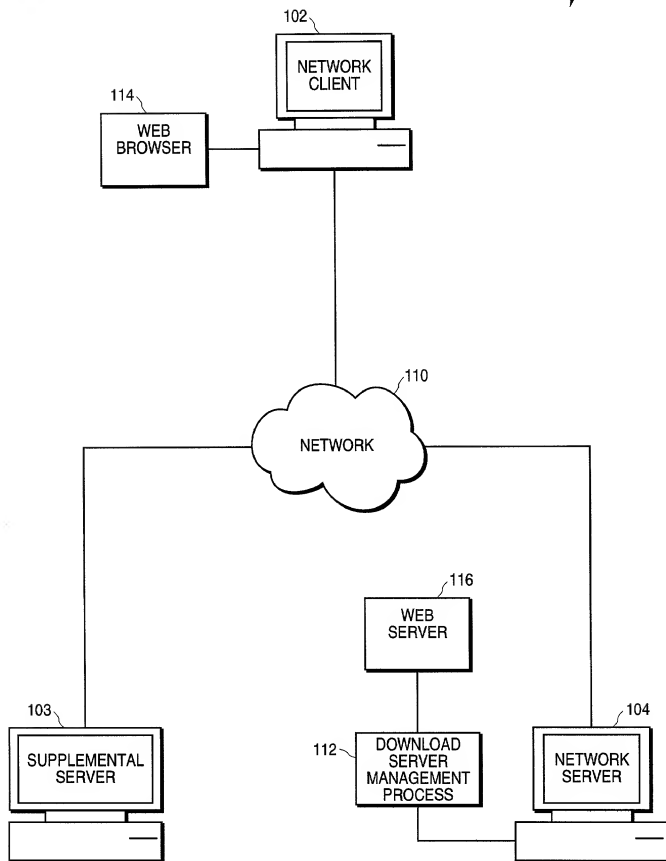 102
NETWORK
CLIENT
114
WEB
BROWSER
110
NETWORK
116
WEB
SERVER
103
SUPPLEMENTAL
SERVER
112
DOWNLOAD
SERVER
MANAGEMENT
PROCESS
104
NETWORK
SERVER